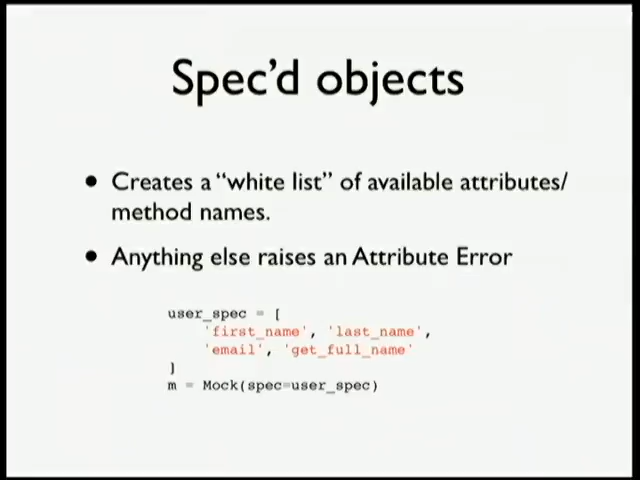 Spec'd objects
• Creates a “white list” of available attributes/
method names.
• Anything else raises an Attribute Error
user_spec = [
'first_name', 'last_name',
'email', 'get_full_name'
]
m = Mock(spec=user_spec)